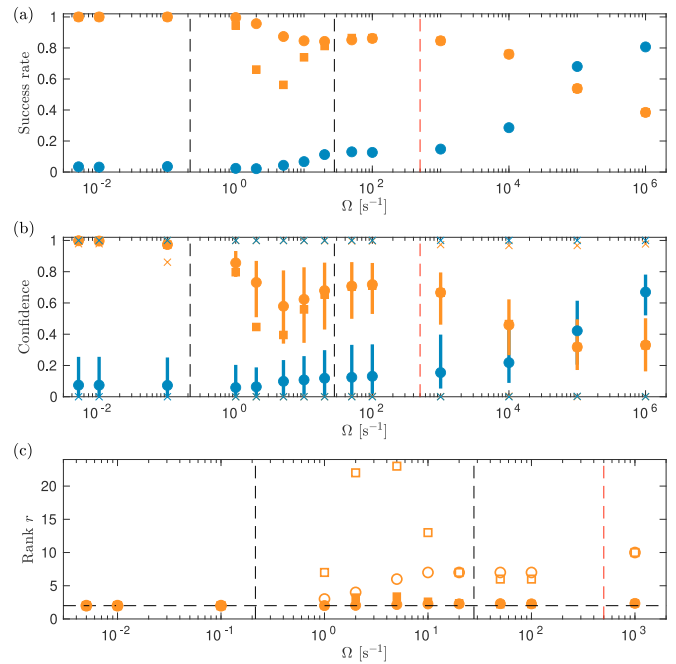 (a)
1
0.8
0.6
0.4
0.2
0
Success rate
10^-2 10^0 10^2 10^4 10^6
Ω [s^-1]
(b)
1
0.8
0.6
0.4
0.2
0
Confidence
10^-2 10^0 10^2 10^4 10^6
Ω [s^-1]
(c)
20
15
10
5
0
Rank r
10^-2 10^-1 10^0 10^1 10^2 10^3
Ω [s^-1]